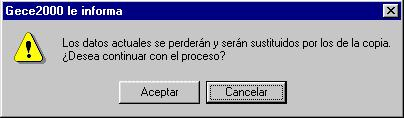 Gece2000 le informa
Los datos actuales se perderán y serán sustituidos por los de la copia.
¿Desea continuar con el proceso?
Aceptar
Cancelar